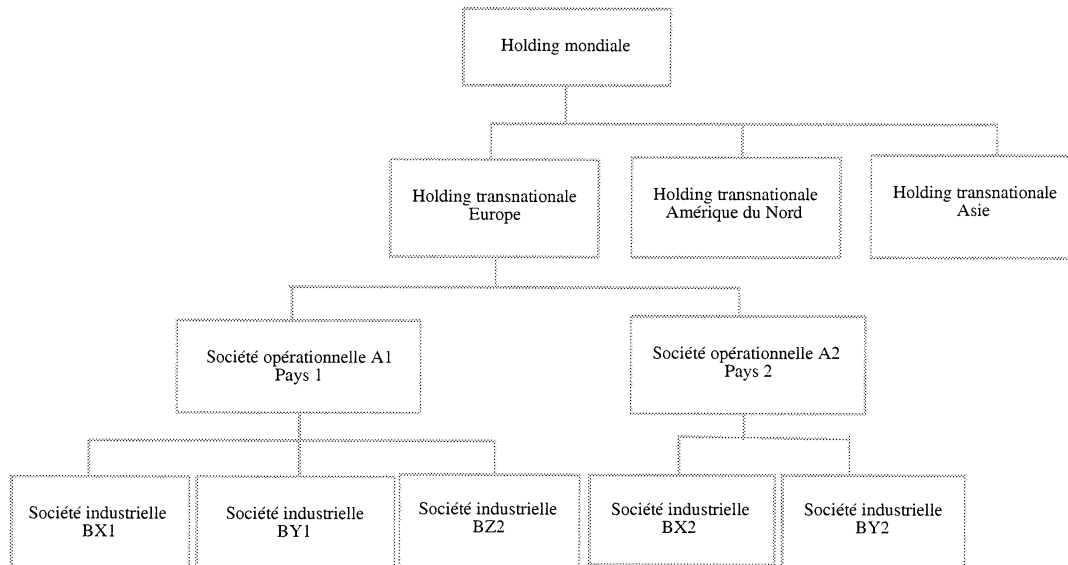 Holding mondiale
Holding transnationale
Europe
Holding transnationale
Amérique du Nord
Holding transnationale
Asie
Société opérationnelle A1
Pays 1
Société opérationnelle A2
Pays 2
Société industrielle
BX1
Société industrielle
BY1
Société industrielle
BZ2
Société industrielle
BX2
Société industrielle
BY2